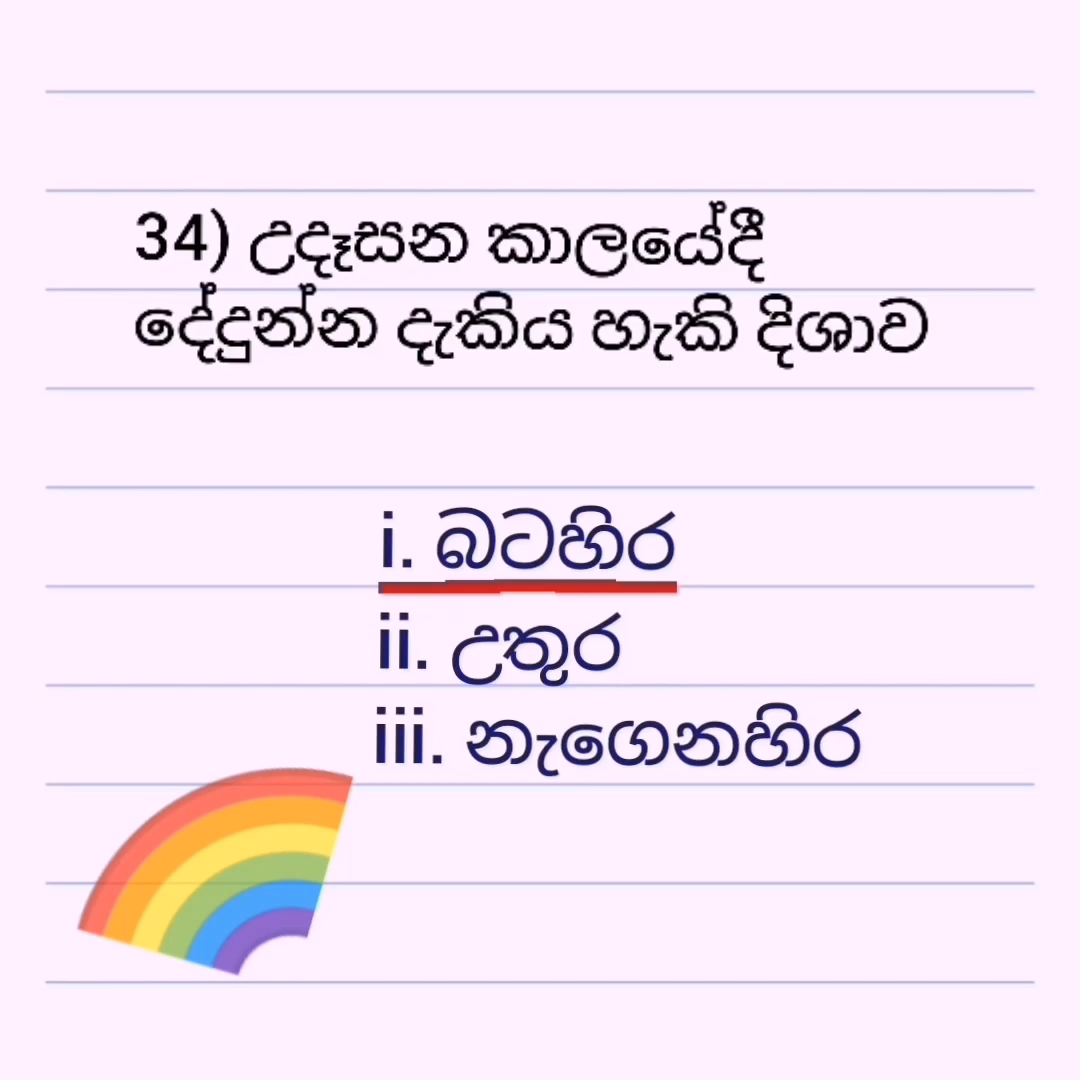 34) උදෑසන කාලයේදී
දේදුන්න දැකිය හැකි දිශාව
i. බටහිර
ii. උතුර
iii. නැගෙනහිර